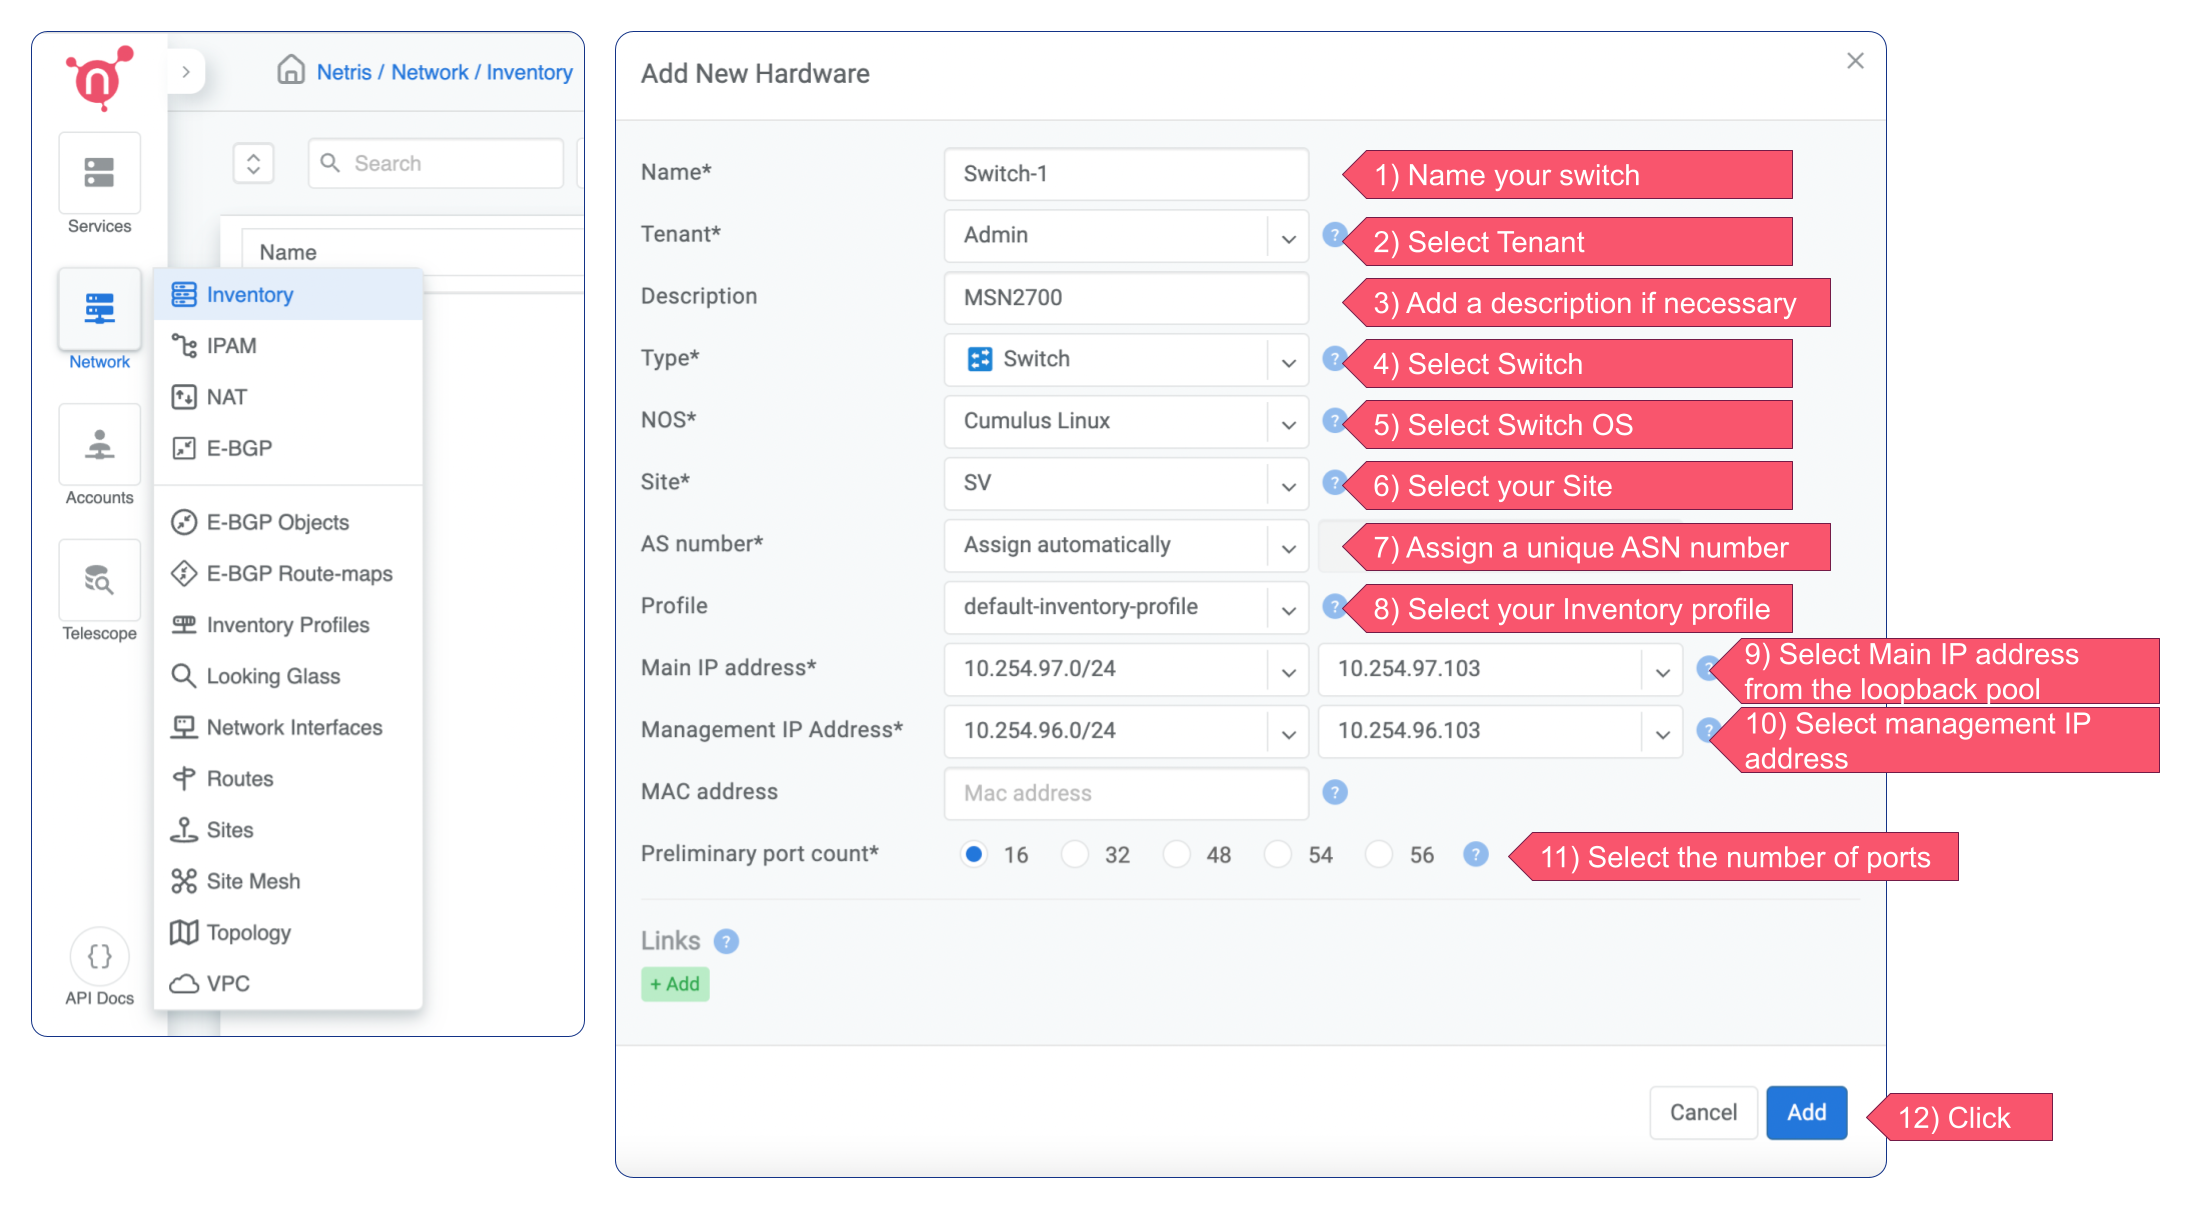 n
Netris / Network / Inventory
Search
Name
Services
Network
Accounts
Telescope
API Docs
Inventory
IPAM
NAT
E-BGP
E-BGP Objects
E-BGP Route-maps
Inventory Profiles
Looking Glass
Network Interfaces
Routes
Sites
Site Mesh
Topology
VPC
Add New Hardware
Name* Switch-1 1) Name your switch
Tenant* Admin ? 2) Select Tenant
Description MSN2700 3) Add a description if necessary
Type* Switch ? 4) Select Switch
NOS* Cumulus Linux ? 5) Select Switch OS
Site* SV ? 6) Select your Site
AS number* Assign automatically 7) Assign a unique ASN number
Profile default-inventory-profile ? 8) Select your Inventory profile
Main IP address* 10.254.97.0/24 10.254.97.103 ? 9) Select Main IP address
from the loopback pool
Management IP Address* 10.254.96.0/24 10.254.96.103 ? 10) Select management IP
address
MAC address Mac address ?
Preliminary port count* 16 32 48 54 56 ? 11) Select the number of ports
Links ?
+ Add
Cancel Add 12) Click